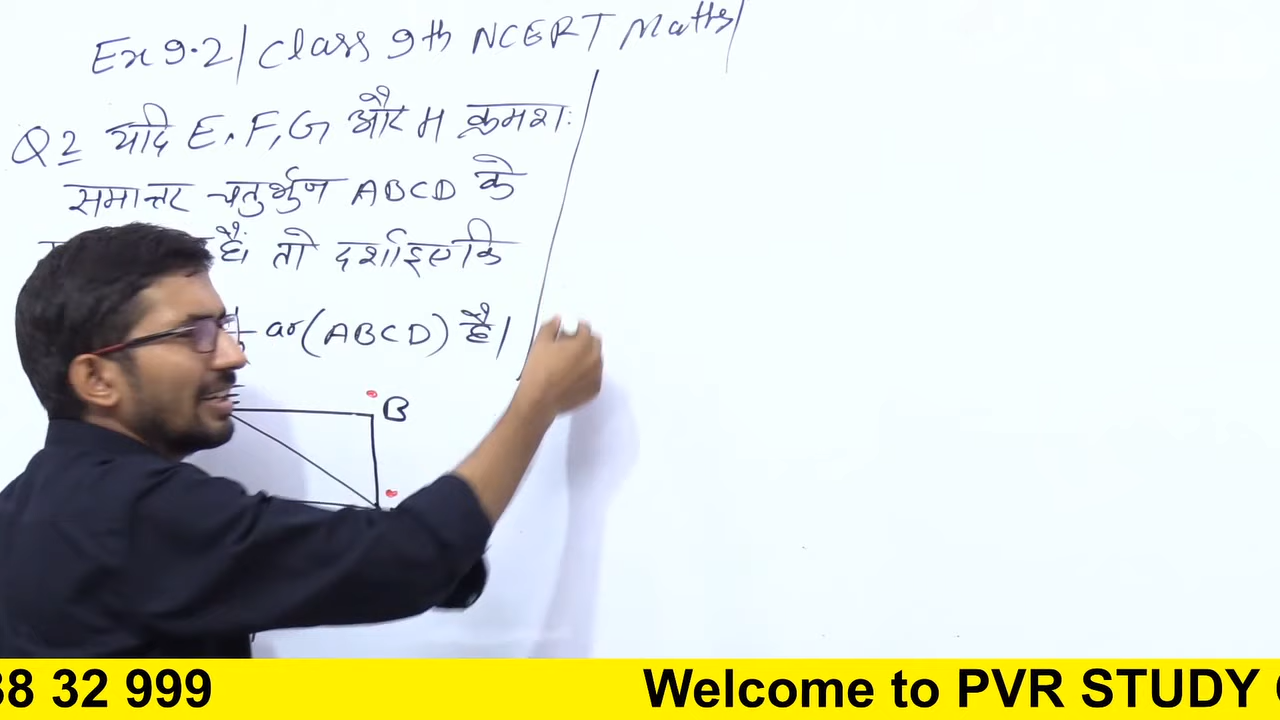 Ex 9.2/ Class 9th NCERT Maths/
Q2 यदि E, F, G और H क्रमशः
समान्तर चतुर्भुज ABCD के
हैं। तो दर्शाइए कि
ar(ABCD) है।
B
38 32 999
Welcome to PVR STUDY